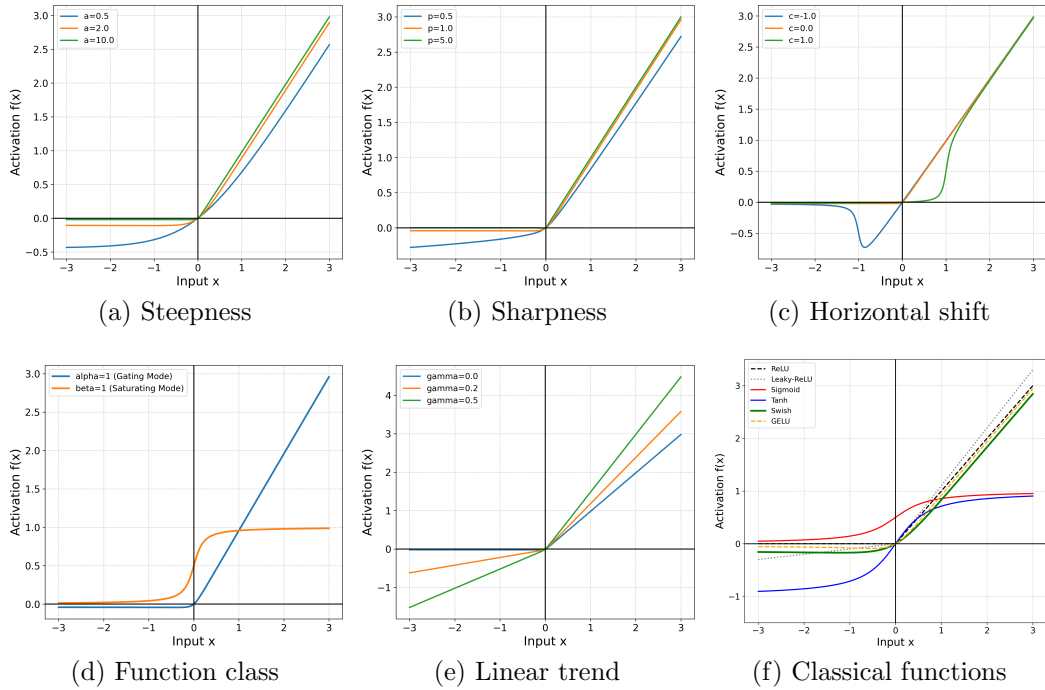 Activation f(x)
3.0
2.5
2.0
1.5
1.0
0.5
0.0
−0.5
a=0.5
a=2.0
a=10.0
−3 −2 −1 0 1 2 3
Input x
(a) Steepness
Activation f(x)
3.0
2.5
2.0
1.5
1.0
0.5
0.0
−0.5
p=0.5
p=1.0
p=5.0
−3 −2 −1 0 1 2 3
Input x
(b) Sharpness
Activation f(x)
3.0
2.5
2.0
1.5
1.0
0.5
0.0
−0.5
c=-1.0
c=0.0
c=1.0
−3 −2 −1 0 1 2 3
Input x
(c) Horizontal shift
Activation f(x)
3.0
2.5
2.0
1.5
1.0
0.5
0.0
alpha=1 (Gating Mode)
beta=1 (Saturating Mode)
−3 −2 −1 0 1 2 3
Input x
(d) Function class
Activation f(x)
4
3
2
1
0
−1
gamma=0.0
gamma=0.2
gamma=0.5
−3 −2 −1 0 1 2 3
Input x
(e) Linear trend
Activation f(x)
3
2
1
0
−1
ReLU
Leaky-ReLU
Sigmoid
Tanh
Swish
GELU
−3 −2 −1 0 1 2 3
Input x
(f) Classical functions